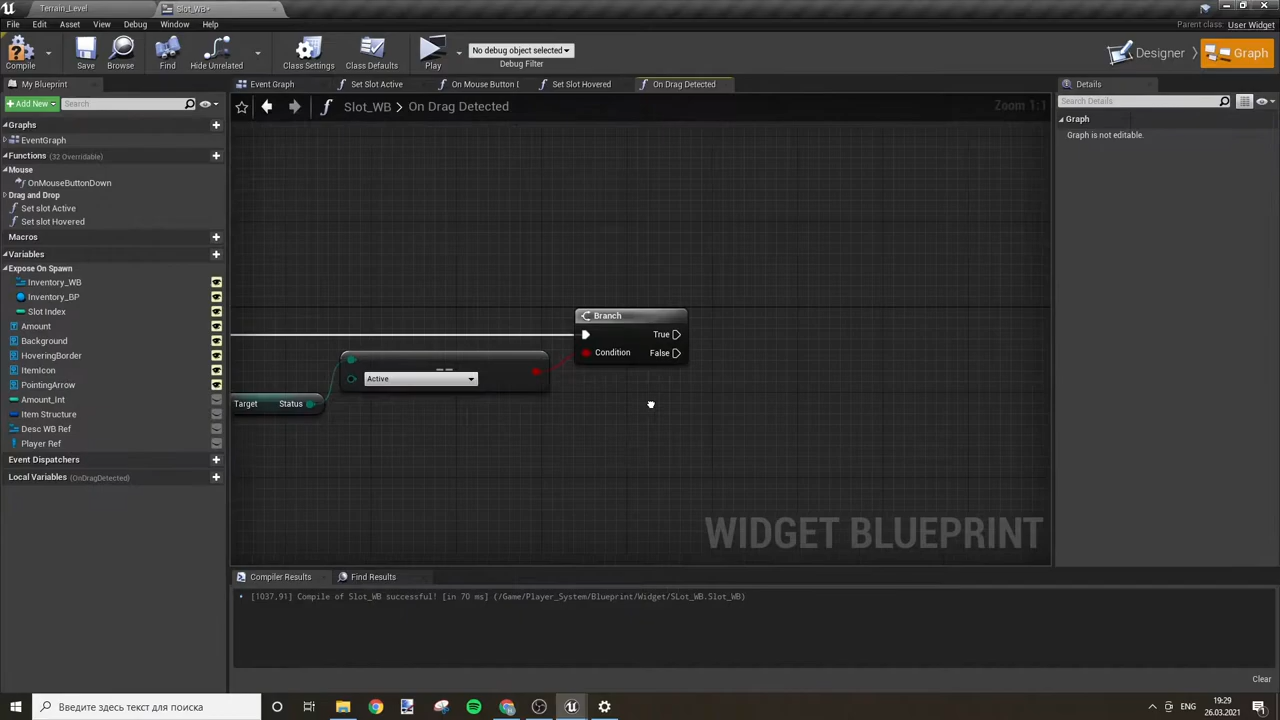 Terrain_Level
Slot_WB*
File Edit Asset View Debug Window Help
Parent class: User Widget
Compile Save Browse Find Hide Unrelated Class Settings Class Defaults Play
No debug object selected
Debug Filter
Designer Graph
My Blueprint
Event Graph Set Slot Active On Mouse Button I Set Slot Hovered On Drag Detected
Details
+Add New Search
Slot_WB > On Drag Detected
Zoom 1:1
Search Details
Graphs
EventGraph
Functions (32 Overridable)
Mouse
OnMouseButtonDown
Drag and Drop
Set slot Active
Set slot Hovered
Macros
Variables
Expose On Spawn
Inventory_WB
Inventory_BP
Slot Index
Amount
Background
HoveringBorder
ItemIcon
PointingArrow
Amount_Int
Item Structure
Desc WB Ref
Player Ref
Event Dispatchers
Local Variables (OnDragDetected)
Graph
Graph is not editable.
Branch
True
Condition False
==
Active
Target Status
WIDGET BLUEPRINT
Compiler Results Find Results
[1037,91] Compile of Slot_WB successful! [in 70 ms] (/Game/Player_System/Blueprint/Widget/SLot_WB.Slot_WB)
Clear
Введите здесь текст для поиска
ENG
19:29
26.03.2021